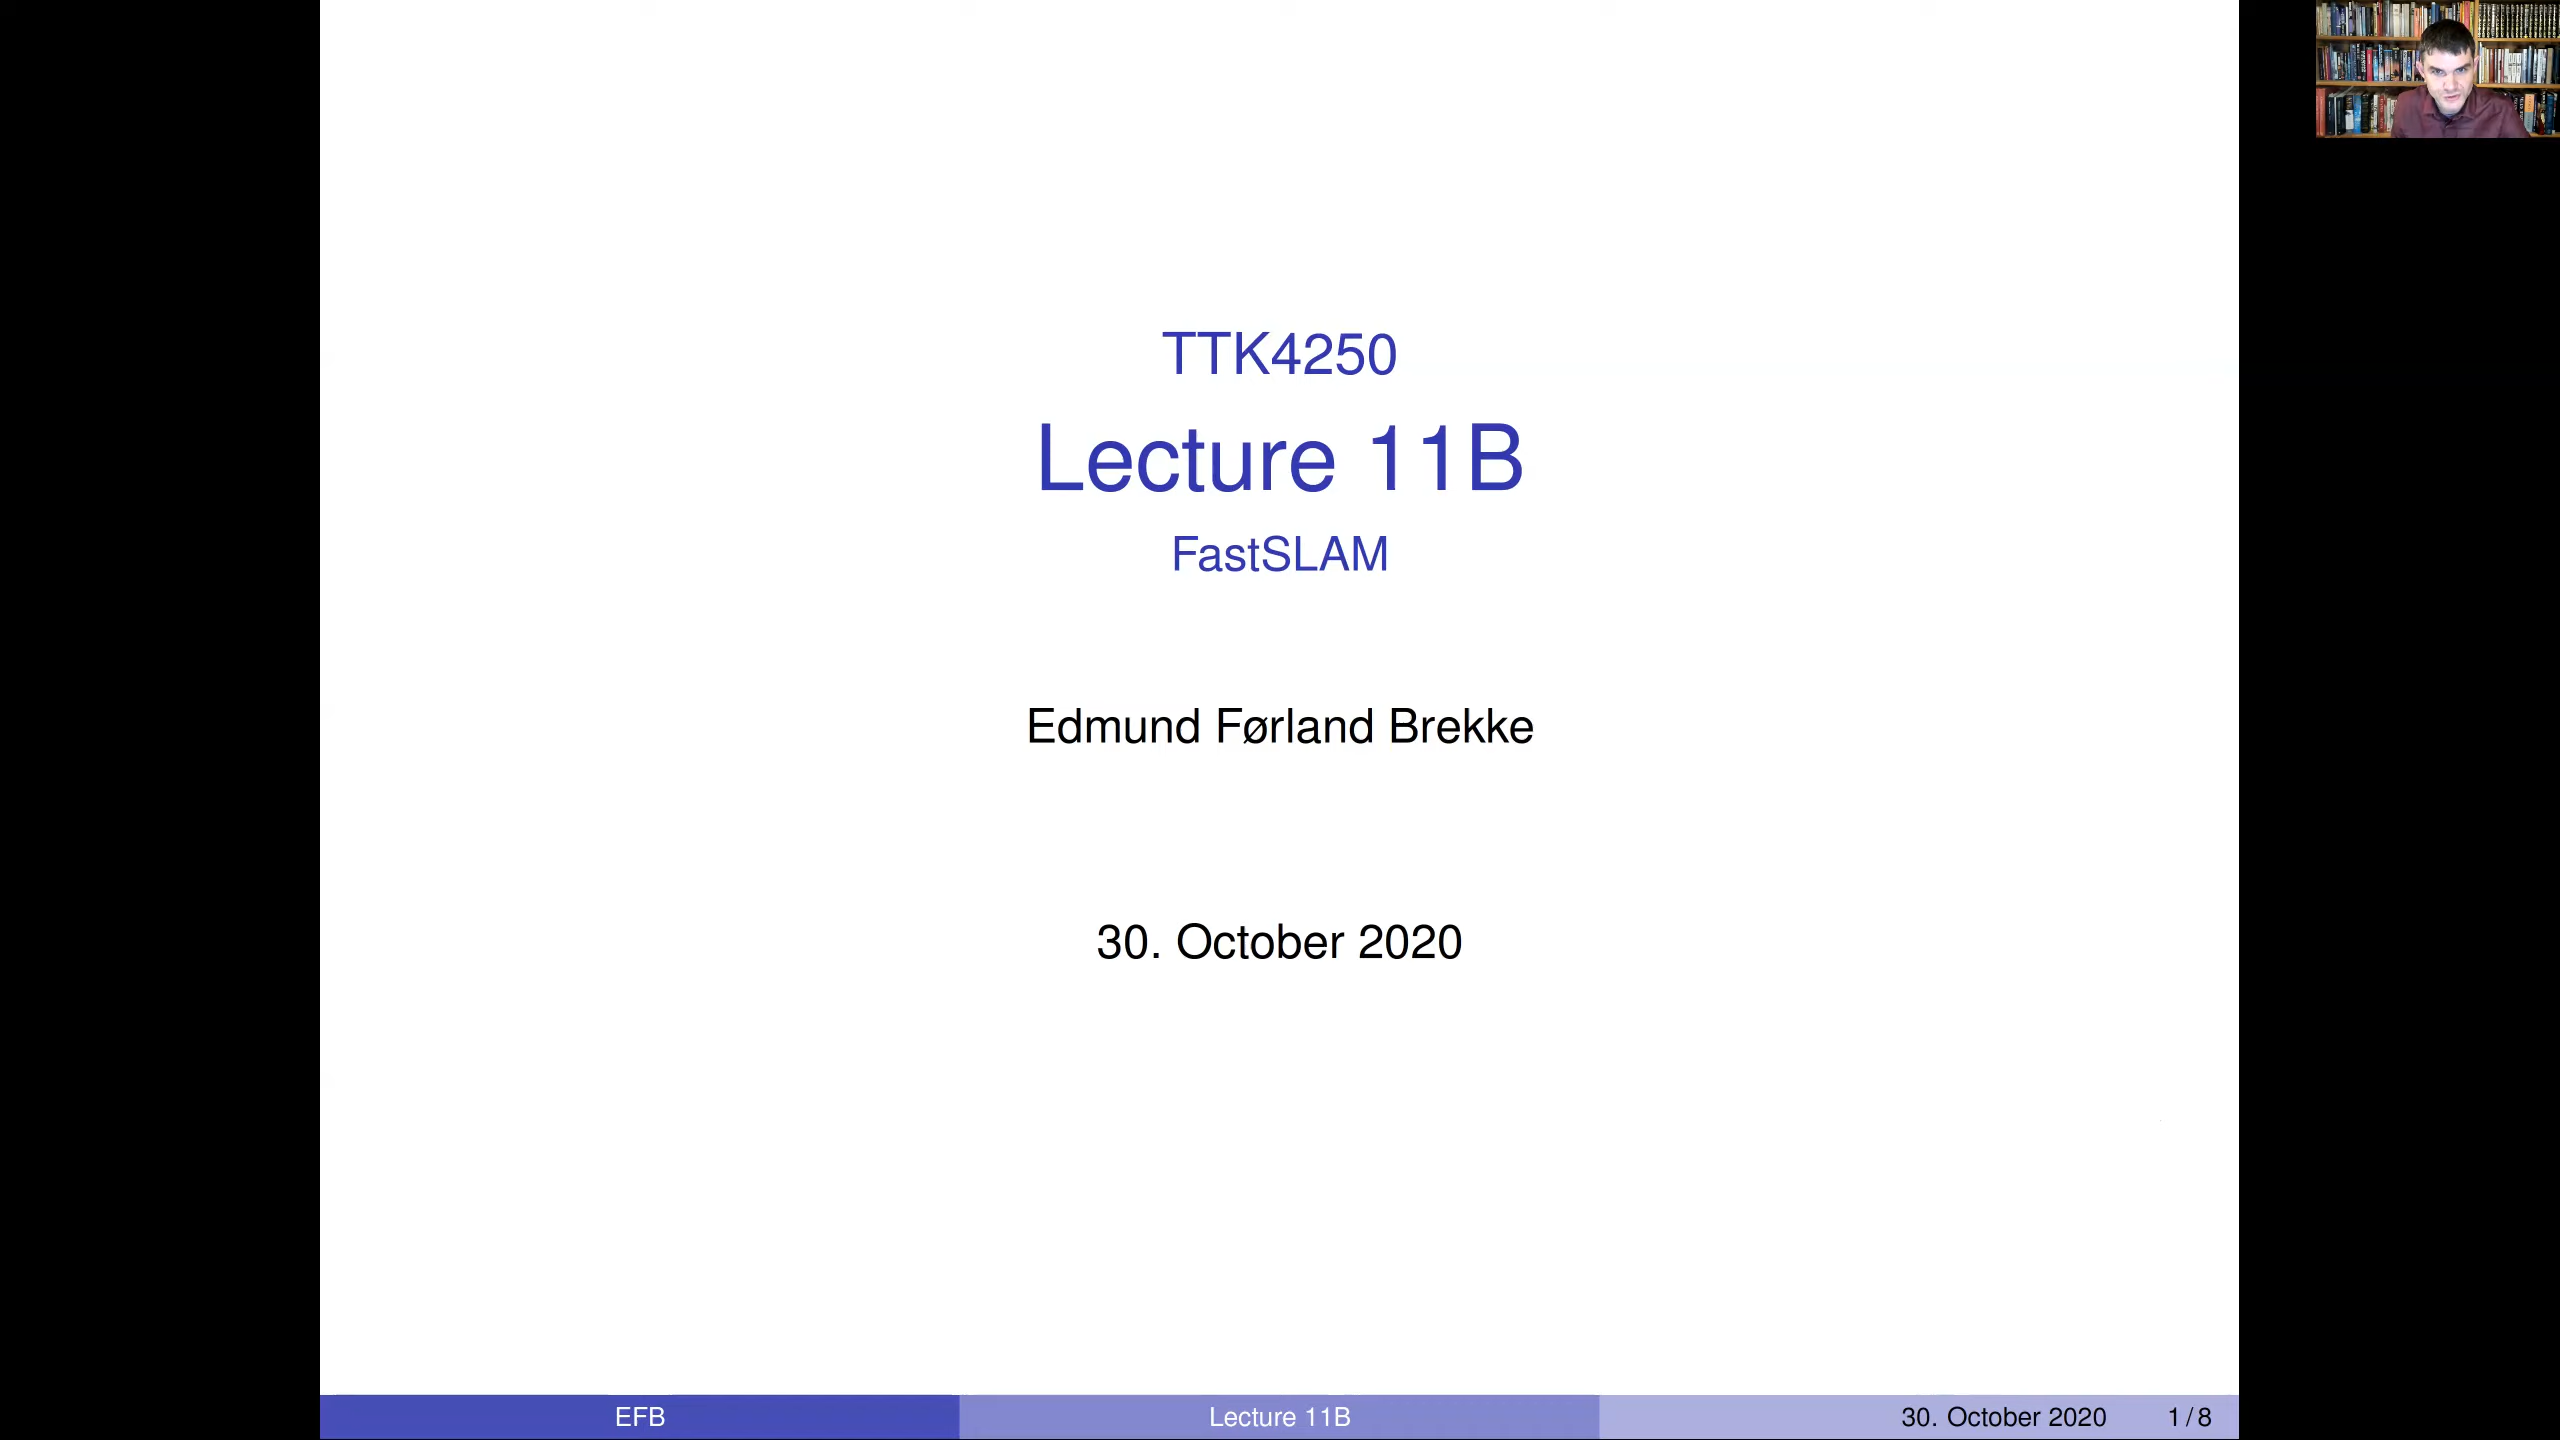 TTK4250
Lecture 11B
FastSLAM
Edmund Førland Brekke
30. October 2020
EFB
Lecture 11B
30. October 2020
1 / 8